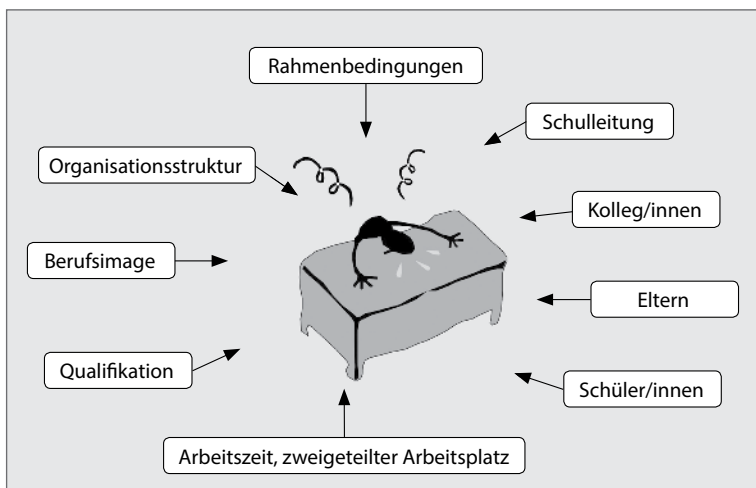 Rahmenbedingungen
Schulleitung
Organisationsstruktur
Kolleg/innen
Berufsimage
Eltern
Qualifikation
Schüler/innen
Arbeitszeit, zweigeteilter Arbeitsplatz